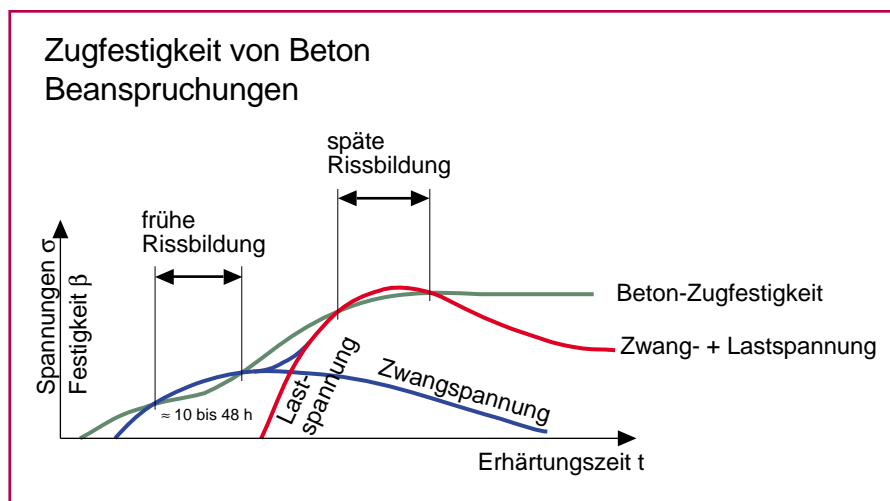 Zugfestigkeit von Beton
Beanspruchungen
späte
Rissbildung
frühe
Rissbildung
Spannungen σ
Festigkeit β
Beton-Zugfestigkeit
Zwang- + Lastspannung
Last-
spannung
Zwangspannung
≈ 10 bis 48 h
Erhärtungszeit t